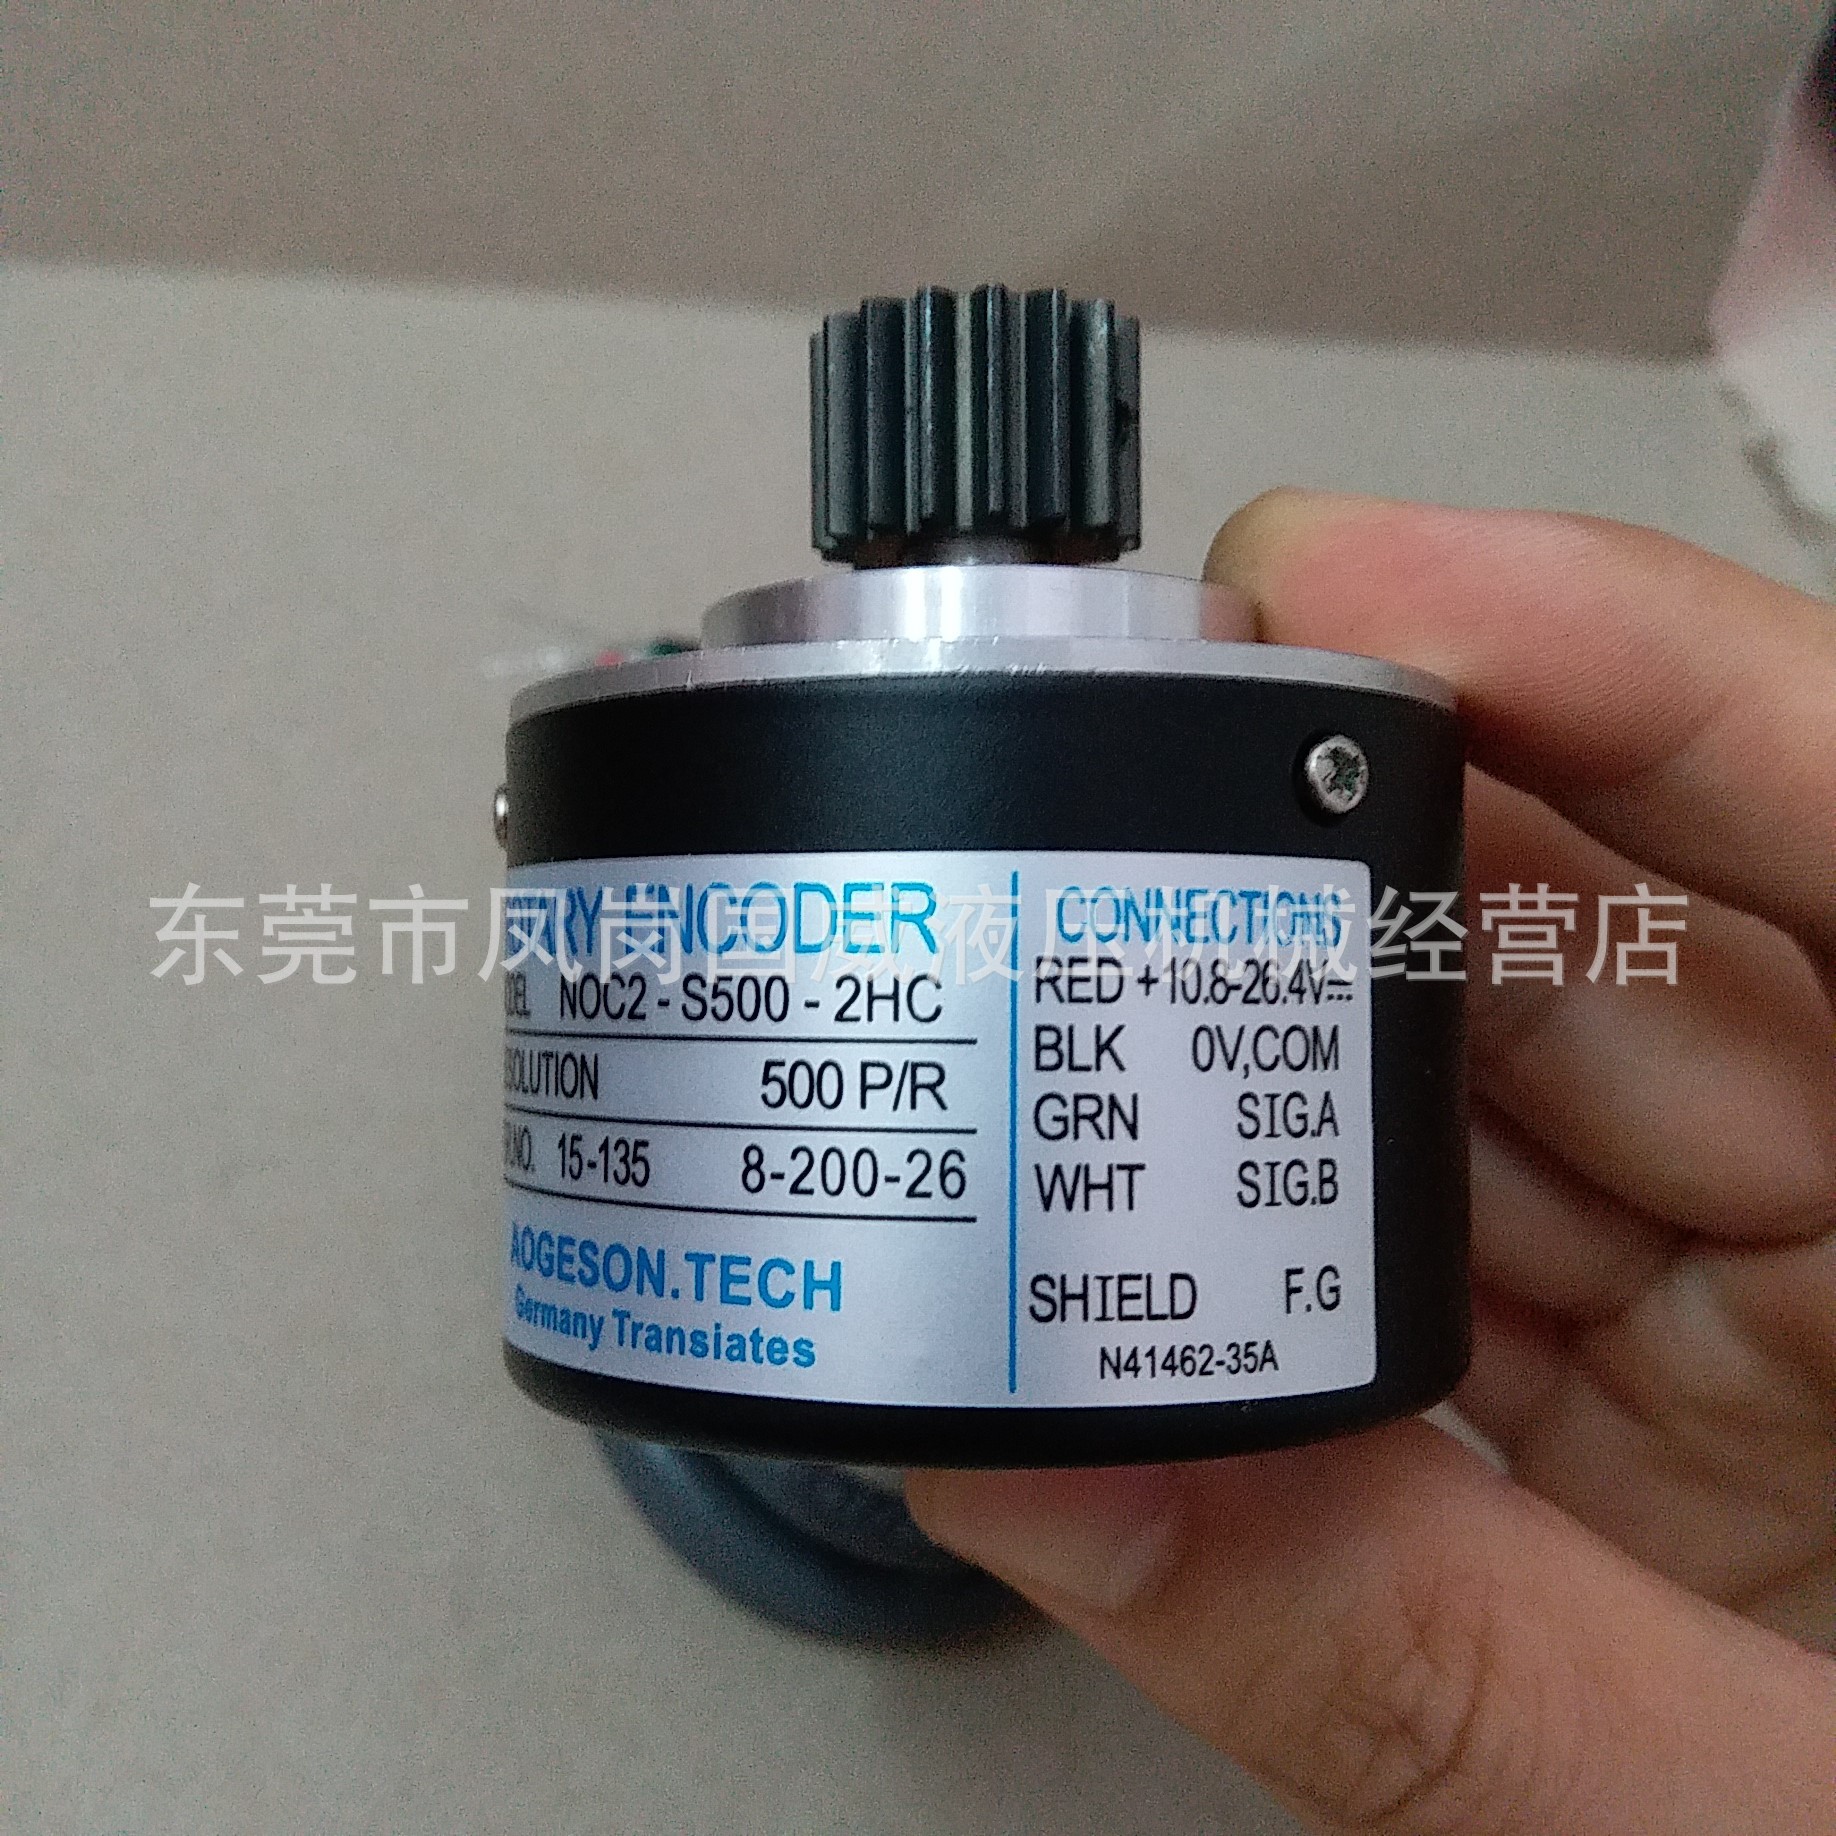 东莞市凤岗国威液压机械经营店
ENCODER
NOC2 - S500 - 2HC
500 P/R
15-135 8-200-26
AOGESON.TECH
Germany Transiates
CONNECTIONS
RED +10.8-26.4V⎓
BLK 0V,COM
GRN SIG.A
WHT SIG.B
SHIELD F.G
N41462-35A